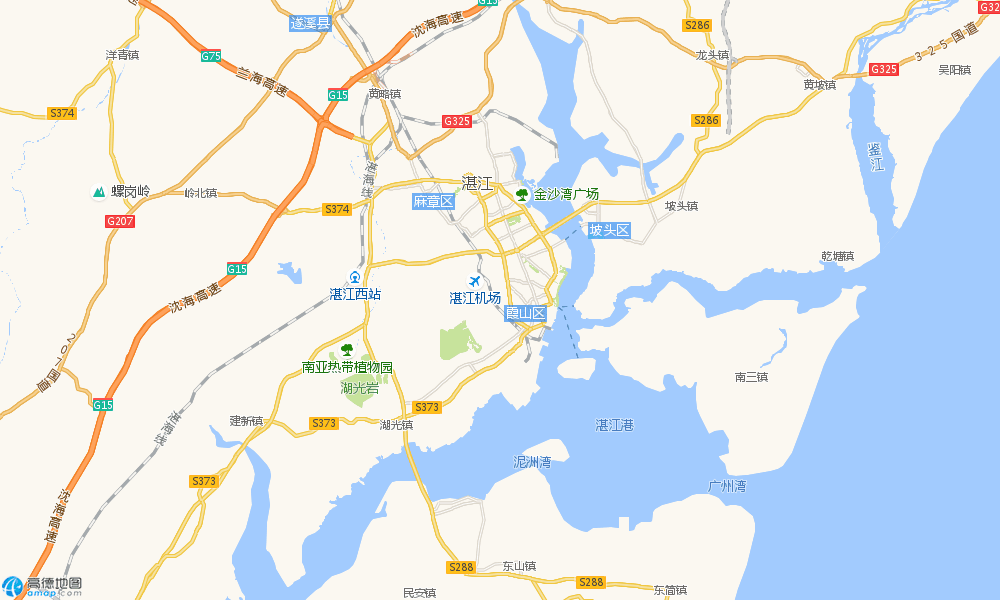 G15
G325
遂溪县
沈海高速
S286
325国道
洋青镇
G75
龙头镇
G325
吴阳镇
兰海高速
黄坡镇
黄略镇
G15
S374
G325
S286
鉴江
湛海线
螺岗岭
岭北镇
湛江
金沙湾广场
麻章区
坡头镇
S374
G207
坡头区
乾塘镇
G15
湛江西站
湛江机场
沈海高速
霞山区
207国道
南亚热带植物园
南三镇
湖光岩
G15
S373
湛海线
建新镇
S373
湖光镇
湛江港
泥洲湾
S373
广州湾
沈海高速
S288
东山镇
S288
高德地图
amap.com
民安镇
东简镇